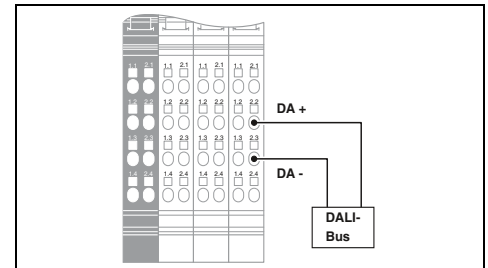 1.1 2.1 1.1 2.1 1.1 2.1 1.1 2.1
1.2 2.2 1.2 2.2 1.2 2.2 1.2 2.2
DA +
1.3 2.3 1.3 2.3 1.3 2.3 1.3 2.3
1.4 2.4 1.4 2.4 1.4 2.4 1.4 2.4
DA -
DALI-
Bus